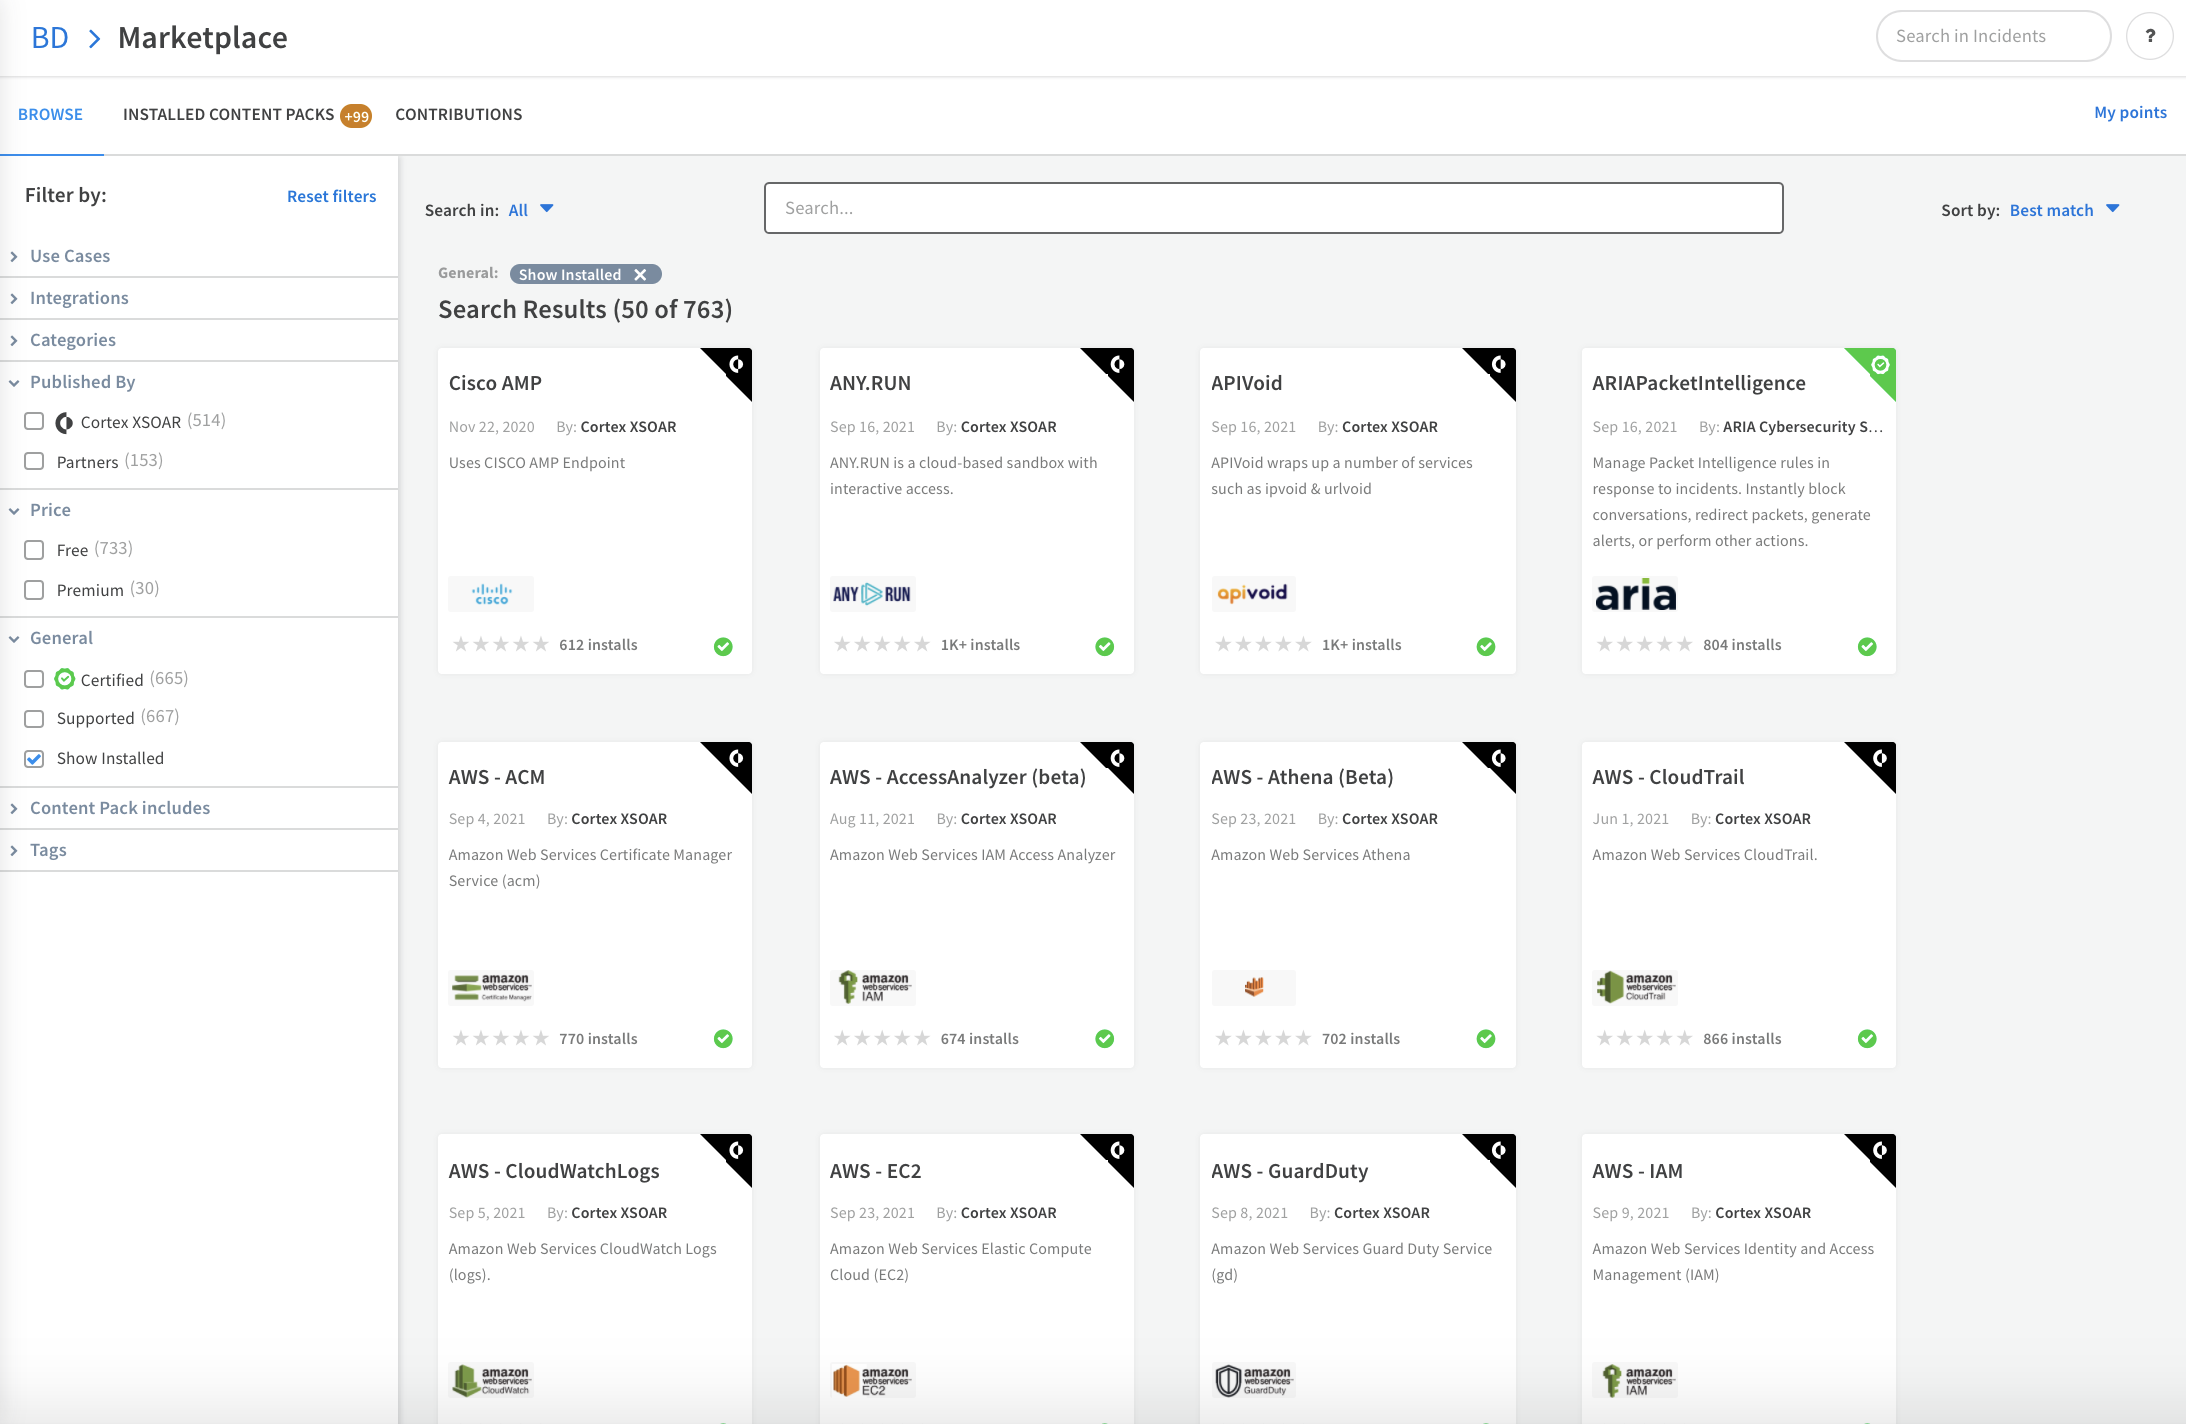 BD > Marketplace
Search in Incidents
?
BROWSE
INSTALLED CONTENT PACKS +99
CONTRIBUTIONS
My points
Filter by:
Reset filters
Use Cases
Integrations
Categories
Published By
Cortex XSOAR (514)
Partners (153)
Price
Free (733)
Premium (30)
General
Certified (665)
Supported (667)
Show Installed
Content Pack includes
Tags
Search in: All
Search...
Sort by: Best match
General: Show Installed
Search Results (50 of 763)
Cisco AMP
Nov 22, 2020 By: Cortex XSOAR
Uses CISCO AMP Endpoint
CISCO
612 installs
ANY.RUN
Sep 16, 2021 By: Cortex XSOAR
ANY.RUN is a cloud-based sandbox with
interactive access.
ANY RUN
1K+ installs
APIVoid
Sep 16, 2021 By: Cortex XSOAR
APIVoid wraps up a number of services
such as ipvoid & urlvoid
apivoid
1K+ installs
ARIAPacketIntelligence
Sep 16, 2021 By: ARIA Cybersecurity S...
Manage Packet Intelligence rules in
response to incidents. Instantly block
conversations, redirect packets, generate
alerts, or perform other actions.
aria
804 installs
AWS - ACM
Sep 4, 2021 By: Cortex XSOAR
Amazon Web Services Certificate Manager
Service (acm)
amazon
webservices™
Certificate Manager
770 installs
AWS - AccessAnalyzer (beta)
Aug 11, 2021 By: Cortex XSOAR
Amazon Web Services IAM Access Analyzer
amazon
webservices™
IAM
674 installs
AWS - Athena (Beta)
Sep 23, 2021 By: Cortex XSOAR
Amazon Web Services Athena
702 installs
AWS - CloudTrail
Jun 1, 2021 By: Cortex XSOAR
Amazon Web Services CloudTrail.
amazon
webservices™
CloudTrail
866 installs
AWS - CloudWatchLogs
Sep 5, 2021 By: Cortex XSOAR
Amazon Web Services CloudWatch Logs
(logs).
amazon
webservices™
CloudWatch
AWS - EC2
Sep 23, 2021 By: Cortex XSOAR
Amazon Web Services Elastic Compute
Cloud (EC2)
amazon
webservices™
EC2
AWS - GuardDuty
Sep 8, 2021 By: Cortex XSOAR
Amazon Web Services Guard Duty Service
(gd)
amazon
webservices™
GuardDuty
AWS - IAM
Sep 9, 2021 By: Cortex XSOAR
Amazon Web Services Identity and Access
Management (IAM)
amazon
webservices™
IAM